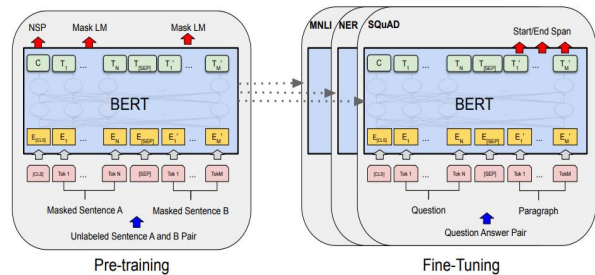 NSP Mask LM Mask LM
C T1 ... TN T[SEP] T1' ... TM'
BERT
E[CLS] E1 ... EN E[SEP] E1' ... EM'
[CLS] Tok 1 ... Tok N [SEP] Tok 1 ... TokM
Masked Sentence A Masked Sentence B
Unlabeled Sentence A and B Pair
Pre-training
MNLI NER SQuAD
Start/End Span
C T1 ... TN T[SEP] T1' ... TM'
BERT
E[CLS] E1 ... EN E[SEP] E1' ... EM'
[CLS] Tok 1 ... Tok N [SEP] Tok 1 ... TokM
Question Paragraph
Question Answer Pair
Fine-Tuning